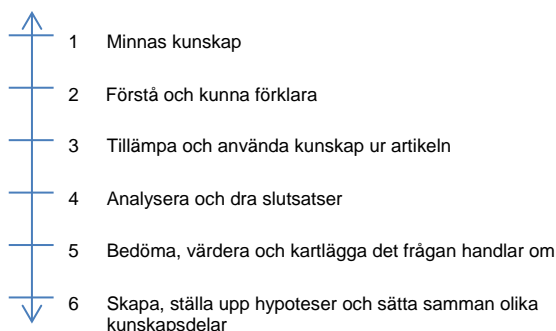 1 Minnas kunskap
2 Förstå och kunna förklara
3 Tillämpa och använda kunskap ur artikeln
4 Analysera och dra slutsatser
5 Bedöma, värdera och kartlägga det frågan handlar om
6 Skapa, ställa upp hypoteser och sätta samman olika
kunskapsdelar